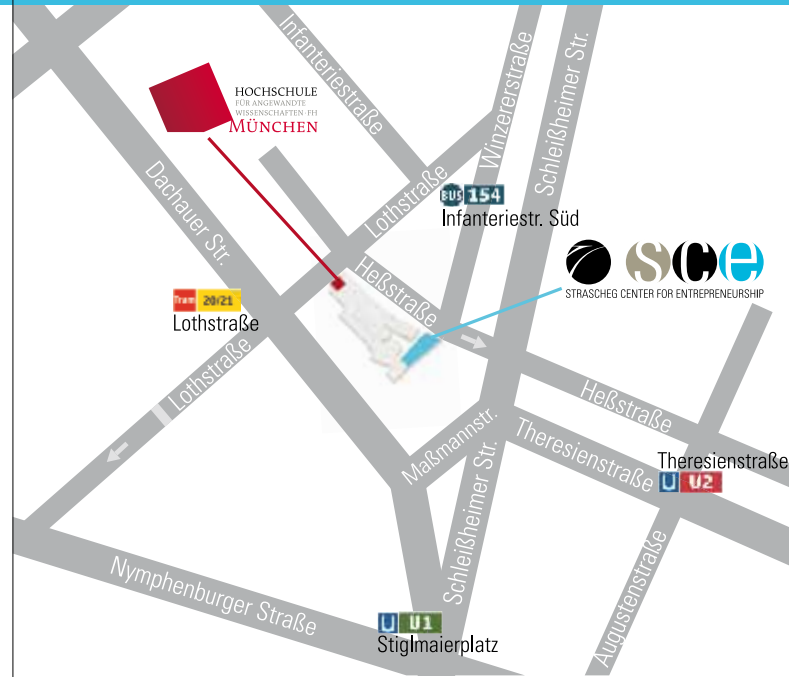 Infanteriestraße
Winzererstraße
Schleißheimer Str.
HOCHSCHULE
FÜR ANGEWANDTE
WISSENSCHAFTEN · FH
MÜNCHEN
Dachauer Str.
Lothstraße
BUS 154
Infanteriestr. Süd
Heßstraße
sce
STRASCHEG CENTER FOR ENTREPRENEURSHIP
Tram 20/21
Lothstraße
Lothstraße
Heßstraße
Maßmannstr.
Theresienstraße
Theresienstraße
U U2
Schleißheimer Str.
Nymphenburger Straße
Augustenstraße
U U1
Stiglmaierplatz